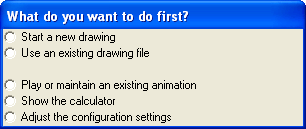 What do you want to do first?
Start a new drawing
Use an existing drawing file
Play or maintain an existing animation
Show the calculator
Adjust the configuration settings